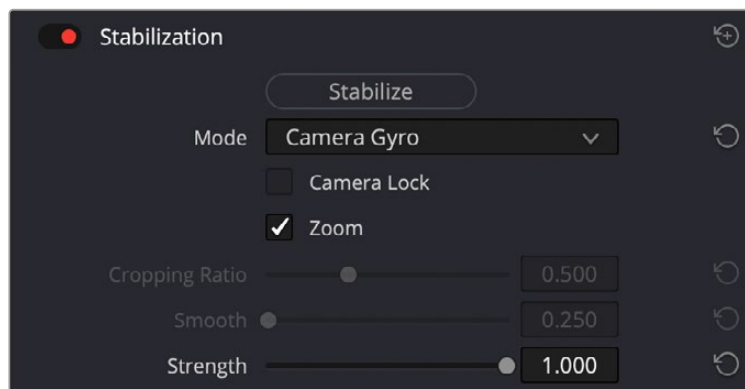 Stabilization
Stabilize
Mode Camera Gyro
Camera Lock
Zoom
Cropping Ratio 0.500
Smooth 0.250
Strength 1.000